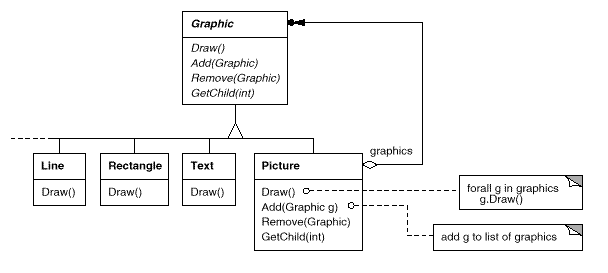 Graphic
Draw()
Add(Graphic)
Remove(Graphic)
GetChild(int)
graphics
Line
Draw()
Rectangle
Draw()
Text
Draw()
Picture
Draw()
Add(Graphic g)
Remove(Graphic)
GetChild(int)
forall g in graphics
g.Draw()
add g to list of graphics